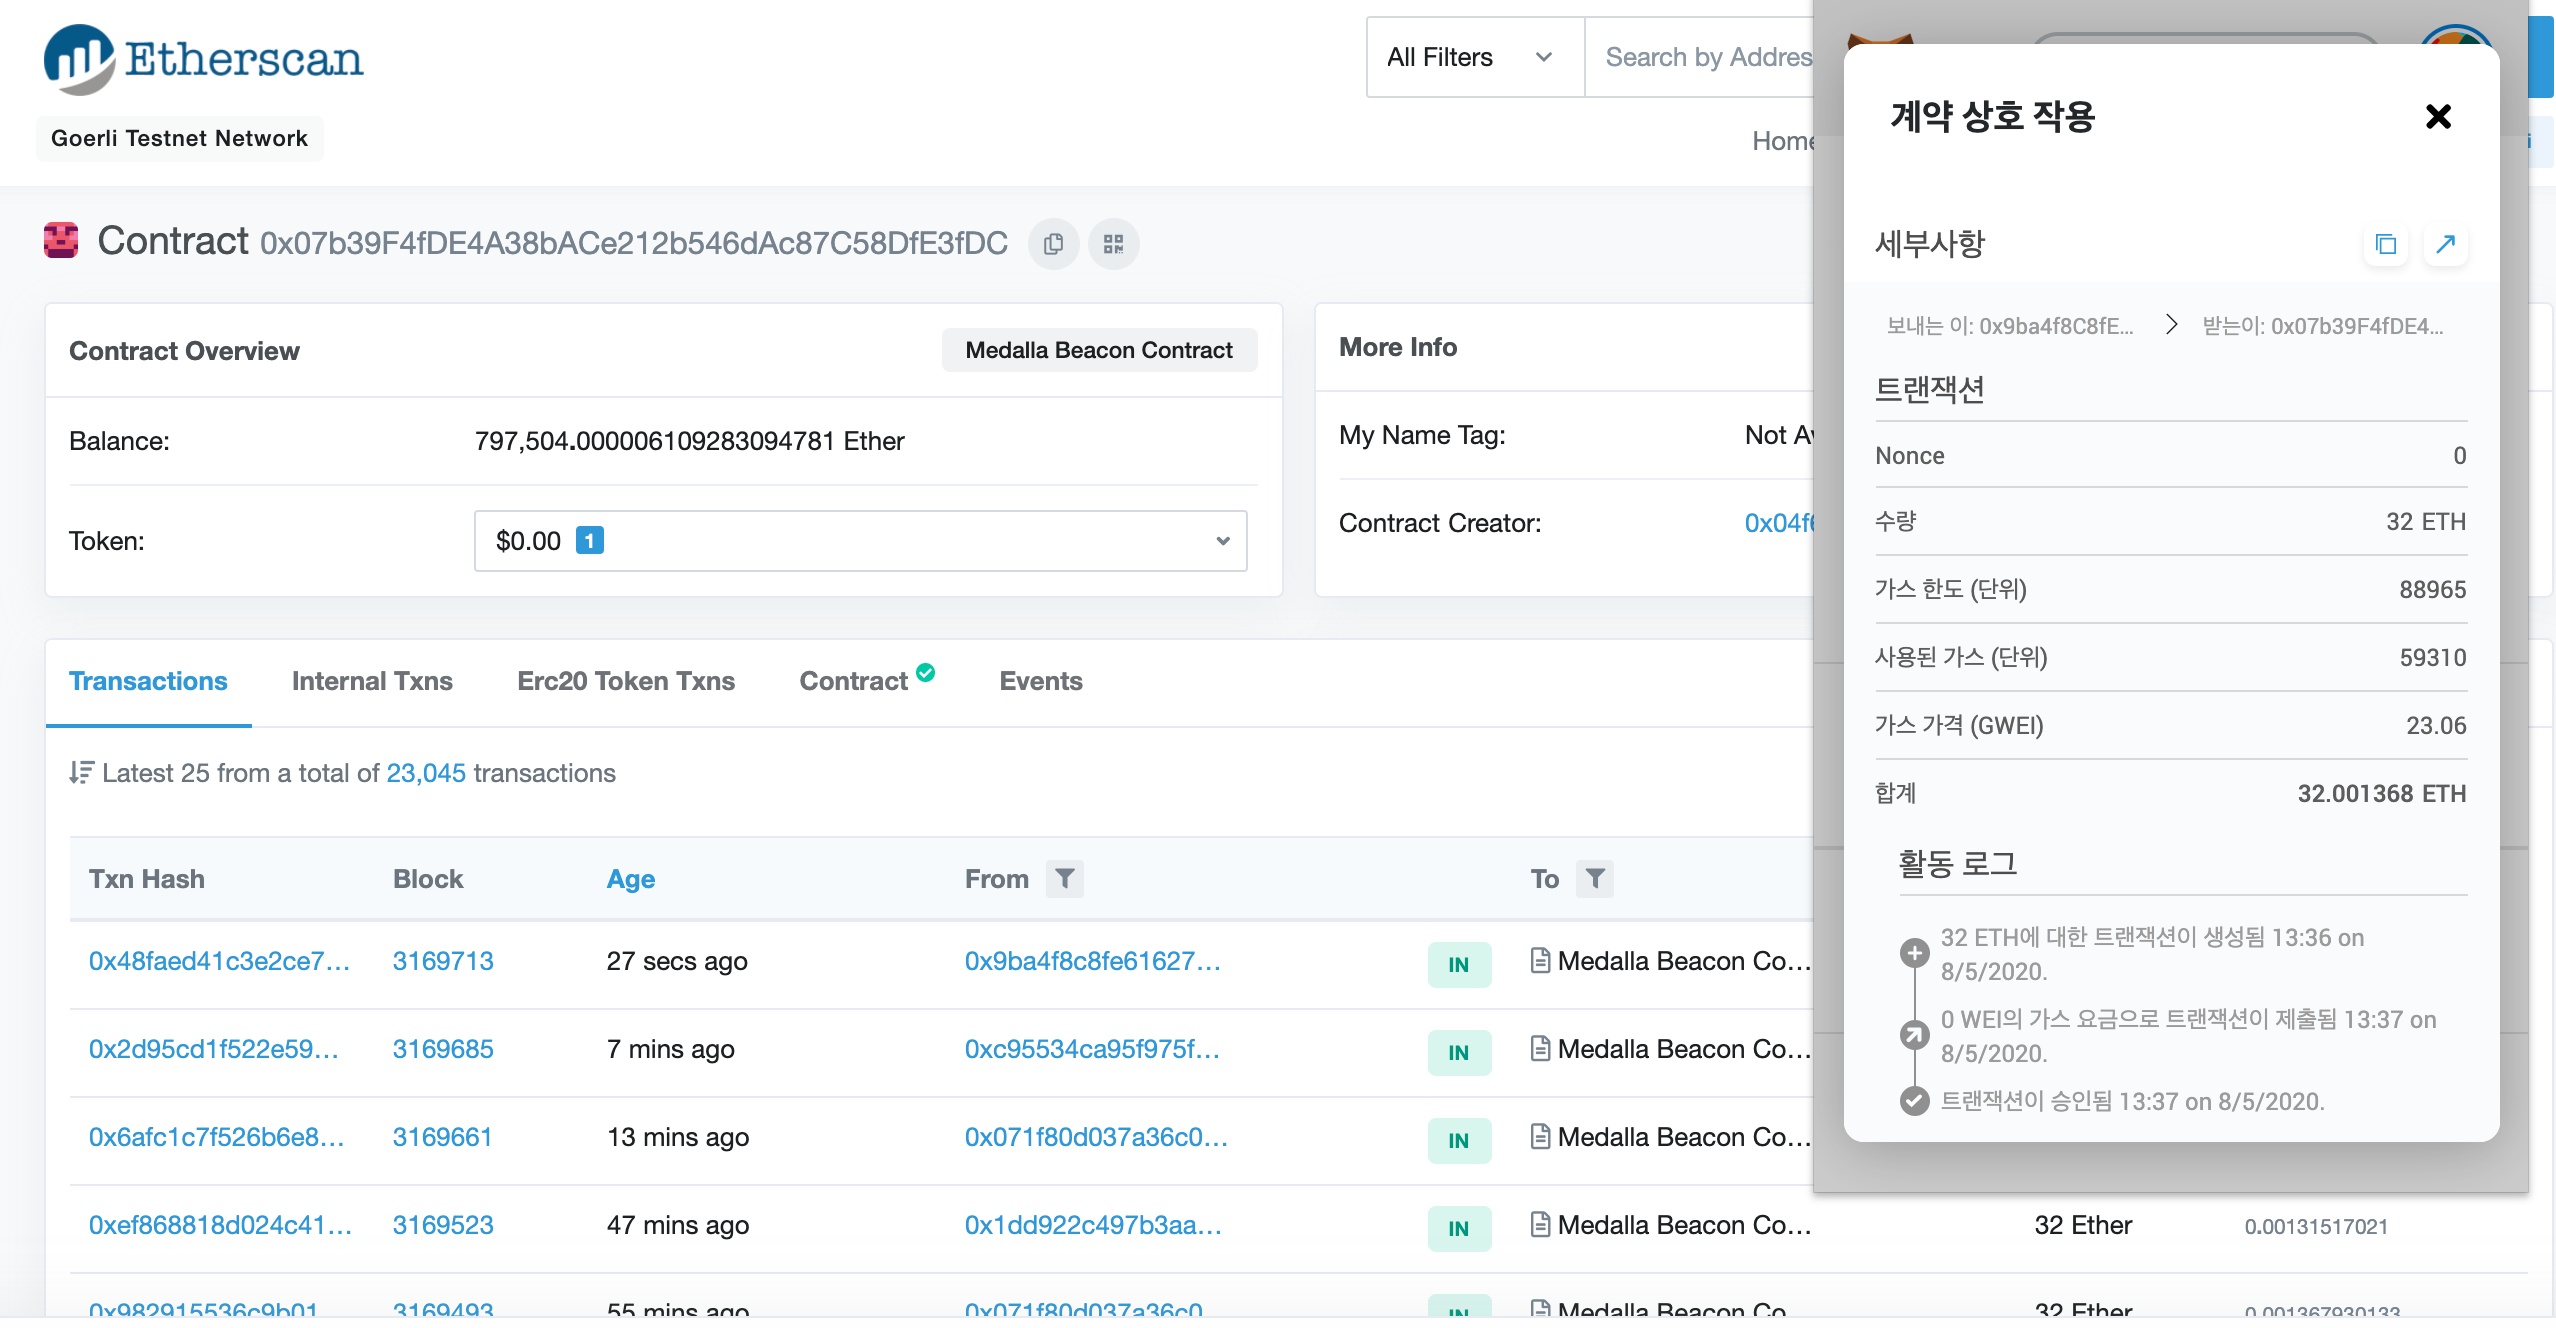 Etherscan
All Filters
Search by Addres
Goerli Testnet Network
Home
Contract 0x07b39F4fDE4A38bACe212b546dAc87C58DfE3fDC
Contract Overview
Medalla Beacon Contract
Balance:
797,504.000006109283094781 Ether
Token:
$0.00 1
More Info
My Name Tag:
Not Av
Contract Creator:
0x04f6
Transactions
Internal Txns
Erc20 Token Txns
Contract
Events
Latest 25 from a total of 23,045 transactions
Txn Hash Block Age From To
0x48faed41c3e2ce7... 3169713 27 secs ago 0x9ba4f8c8fe61627... IN Medalla Beacon Co...
0x2d95cd1f522e59... 3169685 7 mins ago 0xc95534ca95f975f... IN Medalla Beacon Co...
0x6afc1c7f526b6e8... 3169661 13 mins ago 0x071f80d037a36c0... IN Medalla Beacon Co...
0xef868818d024c41... 3169523 47 mins ago 0x1dd922c497b3aa... IN Medalla Beacon Co... 32 Ether 0.00131517021
0x982915536c9b01 3169493 55 mins ago 0x071f80d037a36c0 IN Medalla Beacon Co 32 Ether 0.001367930133
계약 상호 작용
세부사항
보내는 이: 0x9ba4f8C8fE... > 받는이: 0x07b39F4fDE4...
트랜잭션
Nonce 0
수량 32 ETH
가스 한도 (단위) 88965
사용된 가스 (단위) 59310
가스 가격 (GWEI) 23.06
합계 32.001368 ETH
활동 로그
32 ETH에 대한 트랜잭션이 생성됨 13:36 on
8/5/2020.
0 WEI의 가스 요금으로 트랜잭션이 제출됨 13:37 on
8/5/2020.
트랜잭션이 승인됨 13:37 on 8/5/2020.